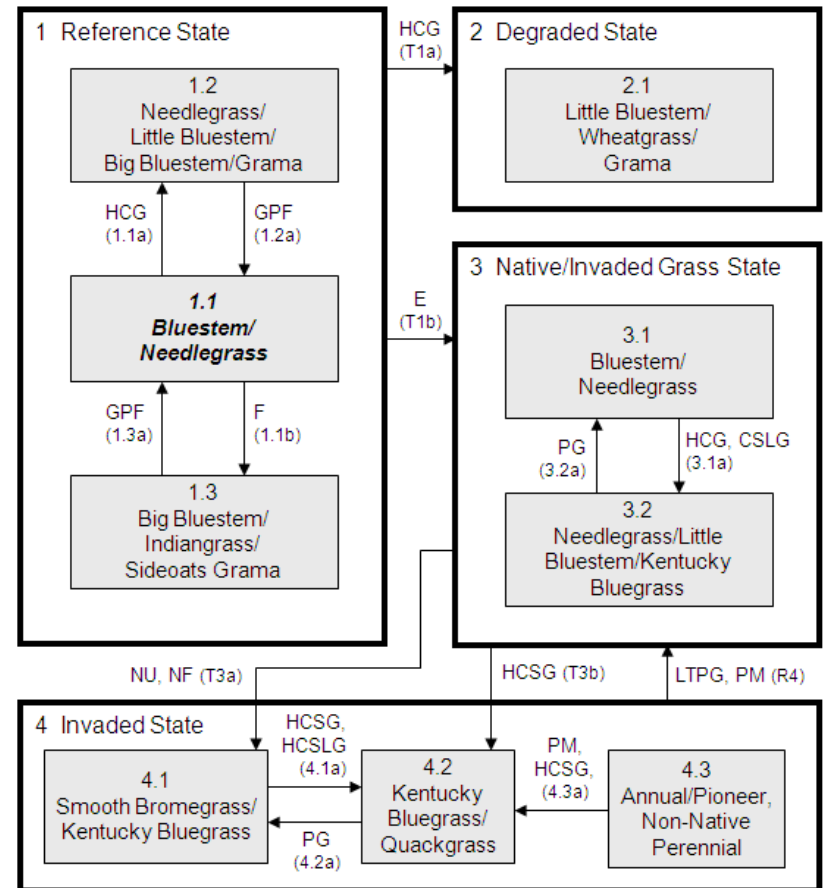 1 Reference State
1.2
Needlegrass/
Little Bluestem/
Big Bluestem/Grama
HCG
(1.1a)
GPF
(1.2a)
1.1
Bluestem/
Needlegrass
GPF
(1.3a)
F
(1.1b)
1.3
Big Bluestem/
Indiangrass/
Sideoats Grama
HCG
(T1a)
2 Degraded State
2.1
Little Bluestem/
Wheatgrass/
Grama
E
(T1b)
3 Native/Invaded Grass State
3.1
Bluestem/
Needlegrass
PG
(3.2a)
HCG, CSLG
(3.1a)
3.2
Needlegrass/Little
Bluestem/Kentucky
Bluegrass
NU, NF (T3a)
HCSG (T3b)
LTPG, PM (R4)
4 Invaded State
4.1
Smooth Bromegrass/
Kentucky Bluegrass
HCSG,
HCSLG
(4.1a)
PG
(4.2a)
4.2
Kentucky
Bluegrass/
Quackgrass
PM,
HCSG,
(4.3a)
4.3
Annual/Pioneer,
Non-Native
Perennial